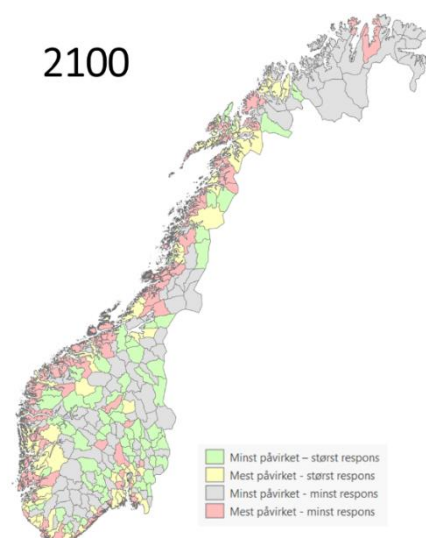 2100
Minst påvirket – størst respons
Mest påvirket - størst respons
Minst påvirket - minst respons
Mest påvirket - minst respons